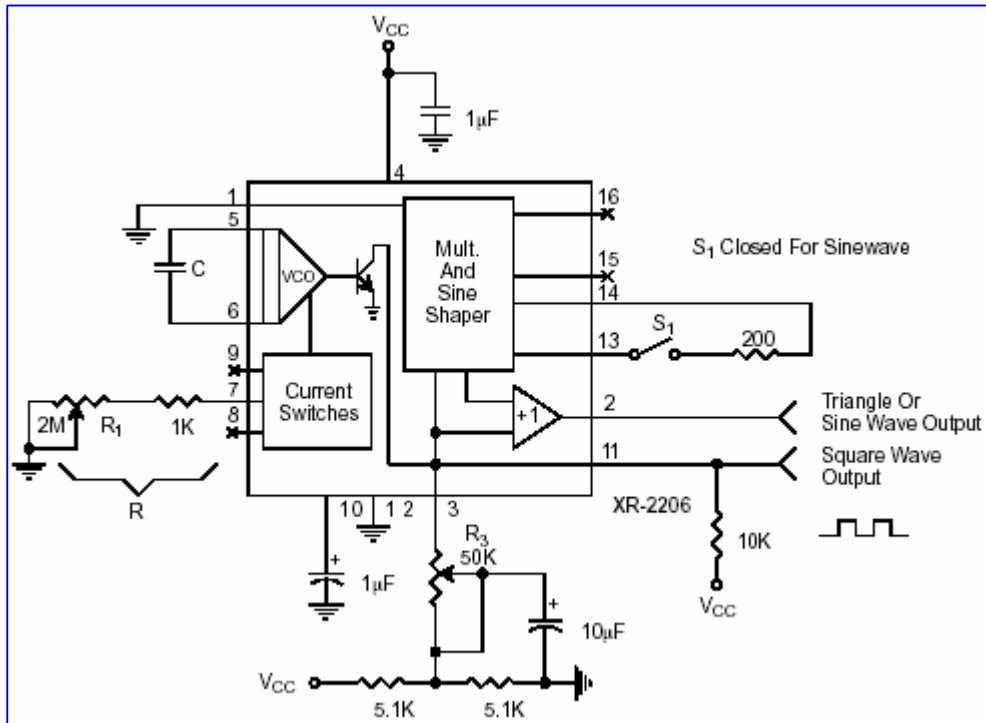 VCC
1µF
4
1
16
5
S1 Closed For Sinewave
Mult.
And
Sine
Shaper
15
C
VCO
14
6
S1
200
13
9
Current
Switches
7
8
2M
R1
1K
+1
2
Triangle Or
Sine Wave Output
11
Square Wave
Output
R
10
1 2
3
XR-2206
R3
50K
10K
1µF
+
+
10µF
VCC
VCC
5.1K
5.1K